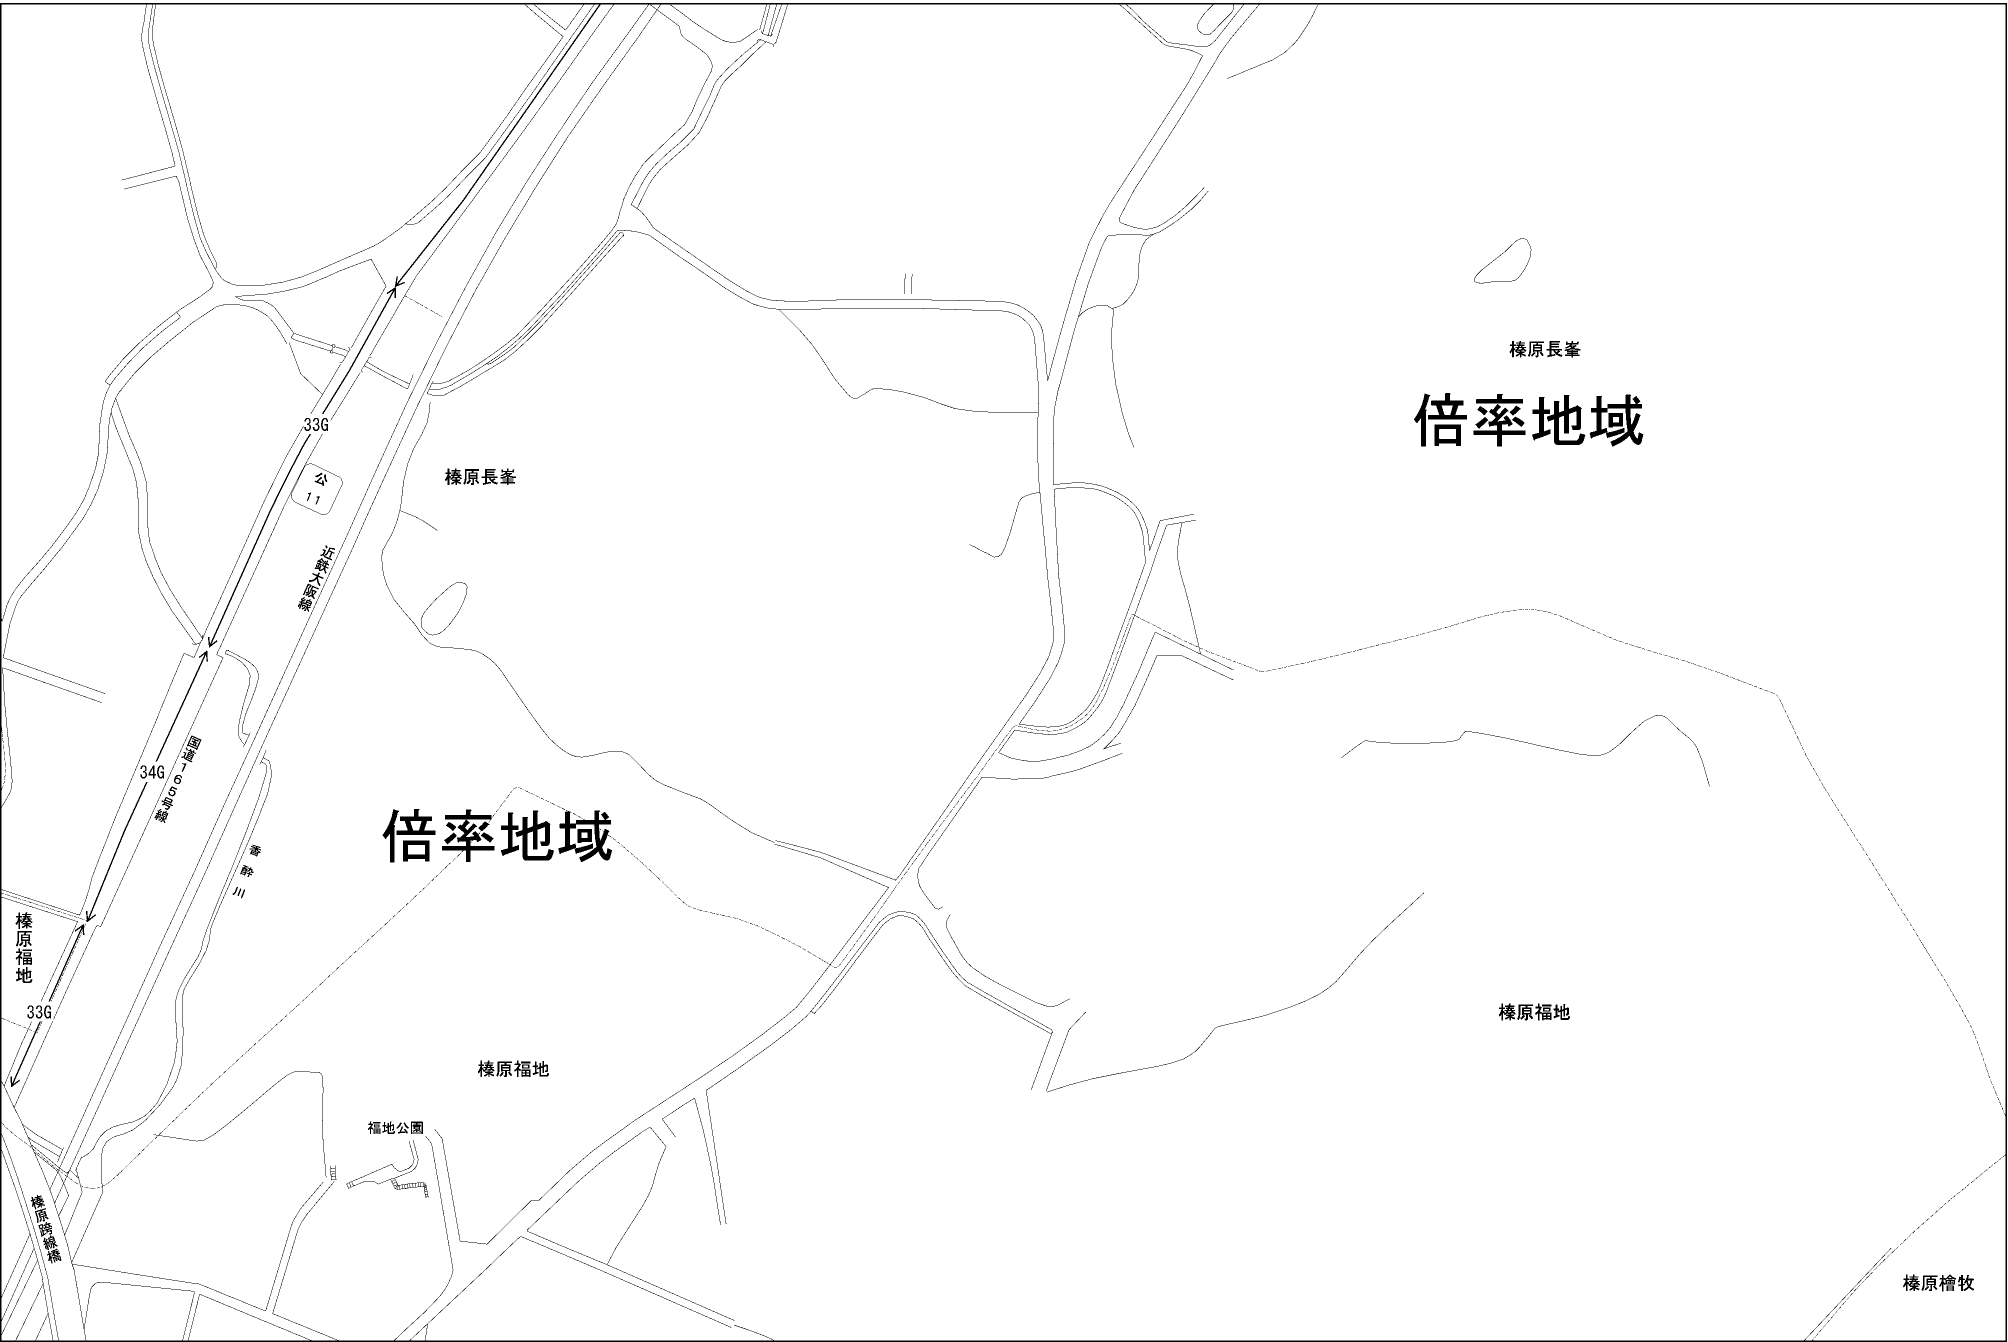 榛原長峯
倍率地域
33G
公
11
榛原長峯
近鉄大阪線
国道165号線
34G
倍率地域
香酔川
榛原福地
33G
榛原福地
榛原福地
福地公園
榛原跨線橋
榛原檜牧